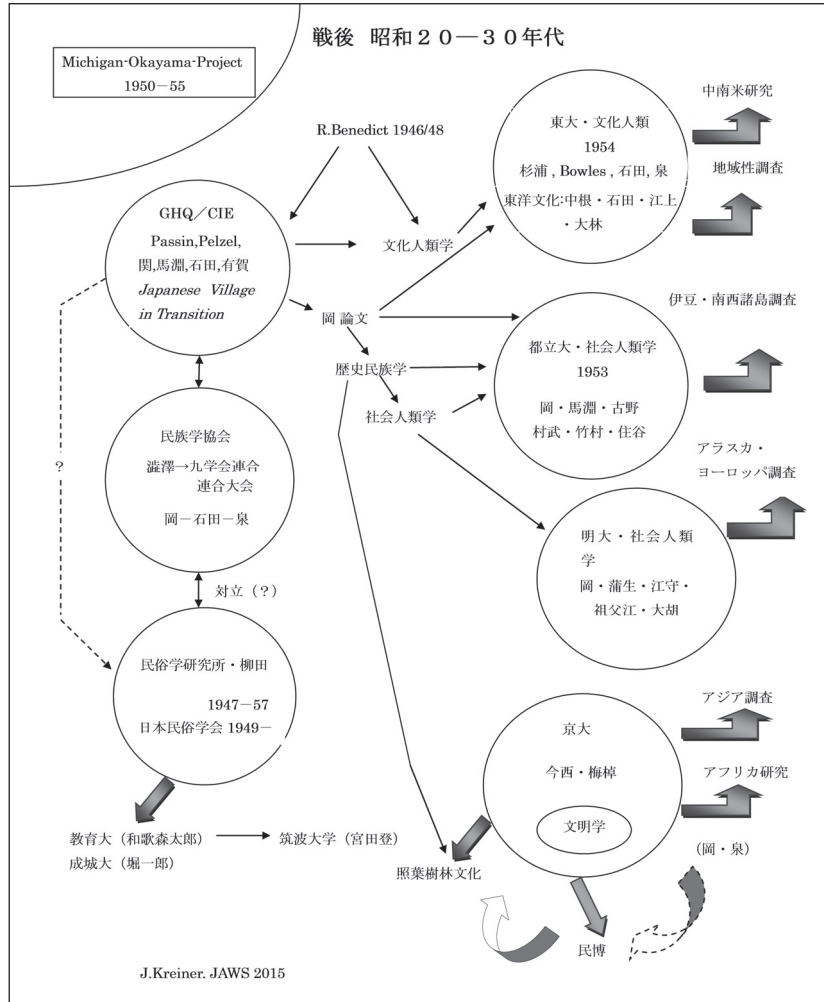 戦後 昭和20―30年代
Michigan-Okayama-Project
1950－55
R.Benedict 1946/48
GHQ／CIE
Passin,Pelzel,
関,馬淵,石田,有賀
Japanese Village
in Transition
文化人類学
岡 論文
歴史民族学
社会人類学
東大・文化人類
1954
杉浦 , Bowles , 石田 , 泉
東洋文化:中根・石田・江上
・大林
中南米研究
地域性調査
伊豆・南西諸島調査
都立大・社会人類学
1953
岡・馬淵・古野
村武・竹村・住谷
アラスカ・
ヨーロッパ調査
?
民族学協会
澁澤→九学会連合
連合大会
岡－石田－泉
明大・社会人類
学
岡・蒲生・江守・
祖父江・大胡
対立（?）
民俗学研究所・柳田
1947－57
日本民俗学会 1949-
アジア調査
京大
今西・梅棹
文明学
アフリカ研究
（岡・泉）
教育大（和歌森太郎）
筑波大学（宮田登）
成城大（堀一郎）
照葉樹林文化
民博
J.Kreiner. JAWS 2015